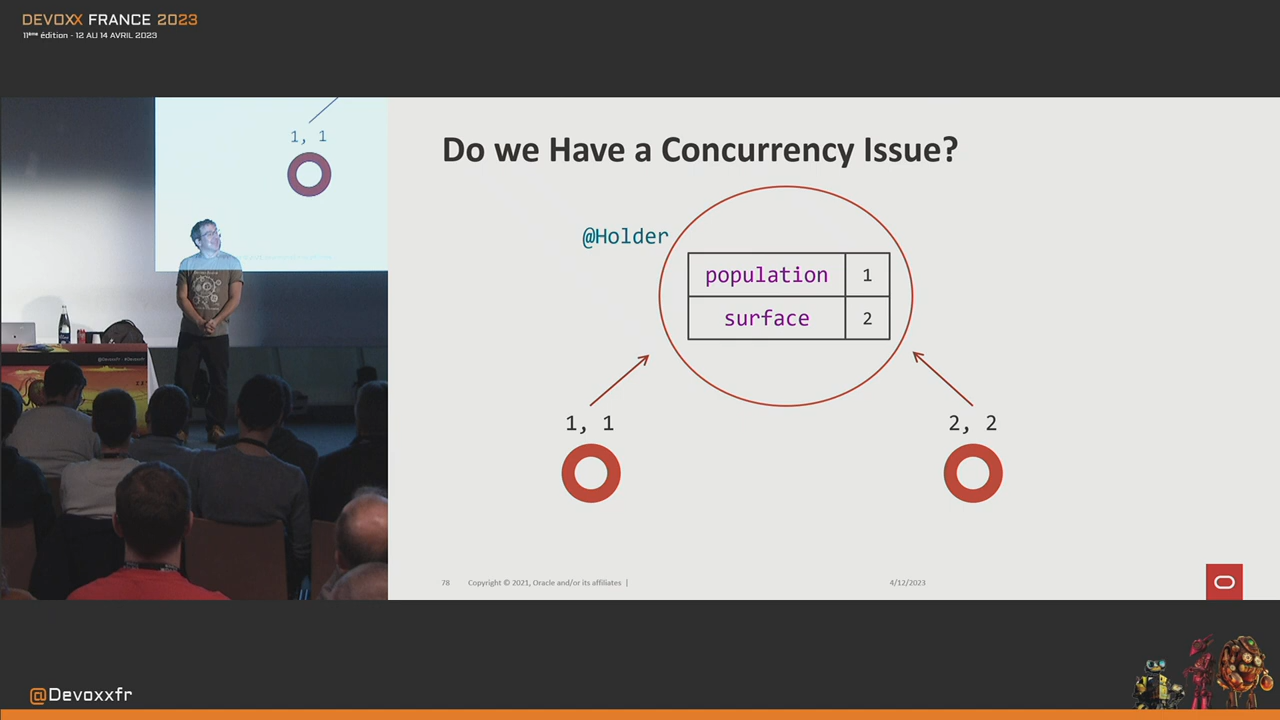 DEVOXX FRANCE 2023
11ème édition - 12 AU 14 AVRIL 2023
1, 1
Do we Have a Concurrency Issue?
@Holder
population 1
surface 2
1, 1
2, 2
78 Copyright © 2021, Oracle and/or its affiliates | 4/12/2023
@Devoxxfr